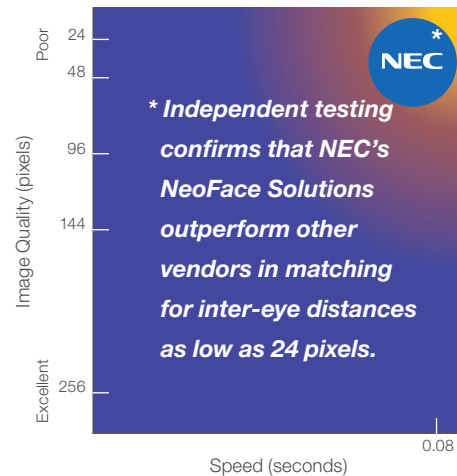 Poor
24
48
96
144
256
Excellent
Image Quality (pixels)
*
NEC
* Independent testing
confirms that NEC's
NeoFace Solutions
outperform other
vendors in matching
for inter-eye distances
as low as 24 pixels.
0.08
Speed (seconds)